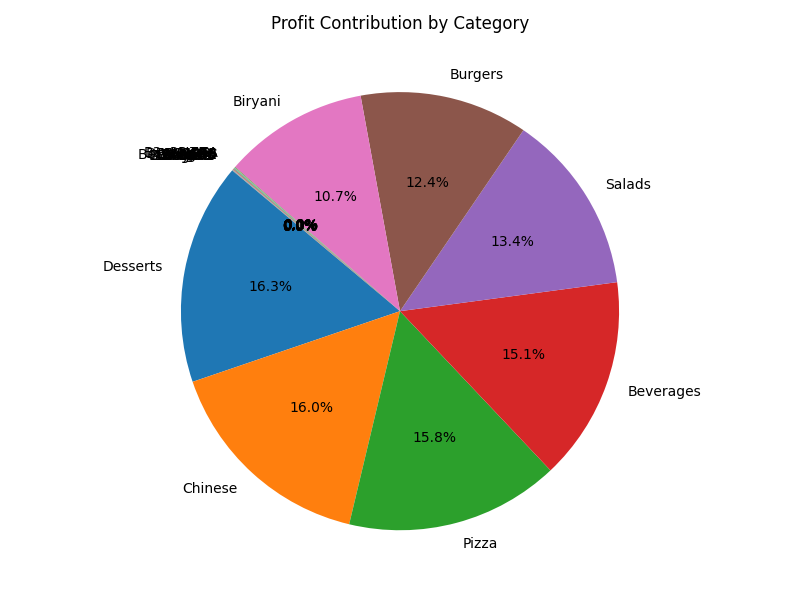 Profit Contribution by Category
Burgers
Biryani
12.4%
Salads
10.7%
13.4%
Desserts
16.3%
15.1%
Beverages
16.0%
15.8%
Chinese
Pizza